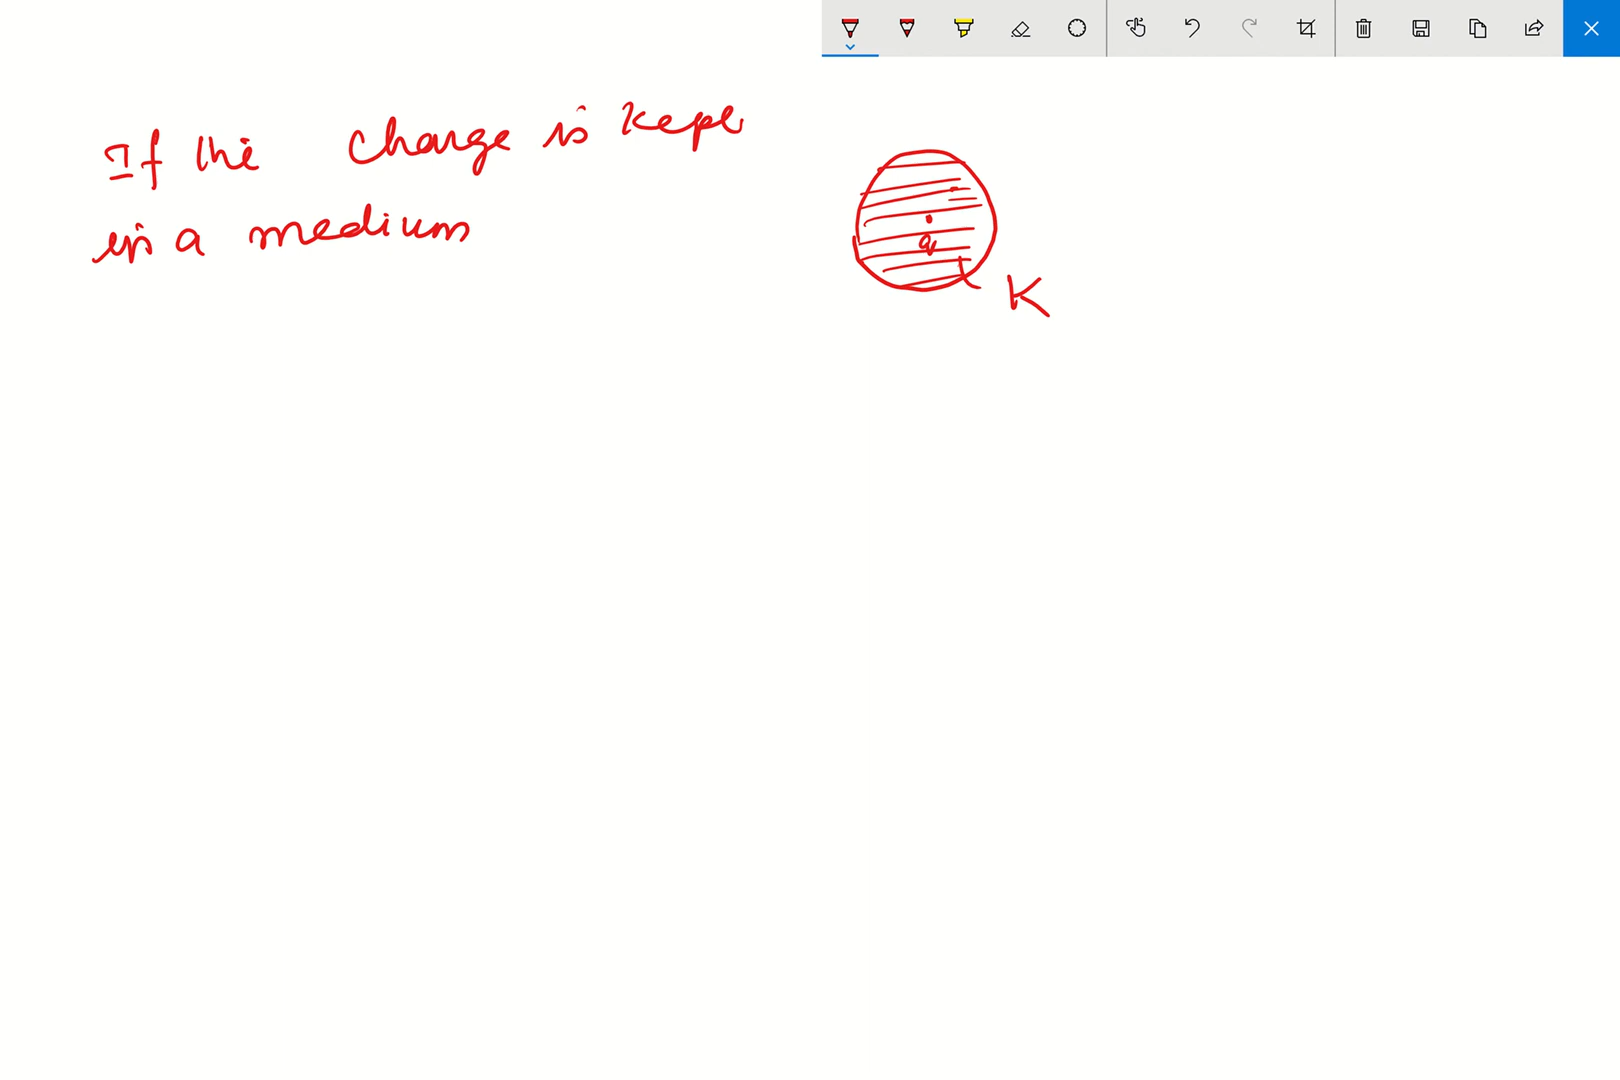 If the charge is kept
in a medium
q
K